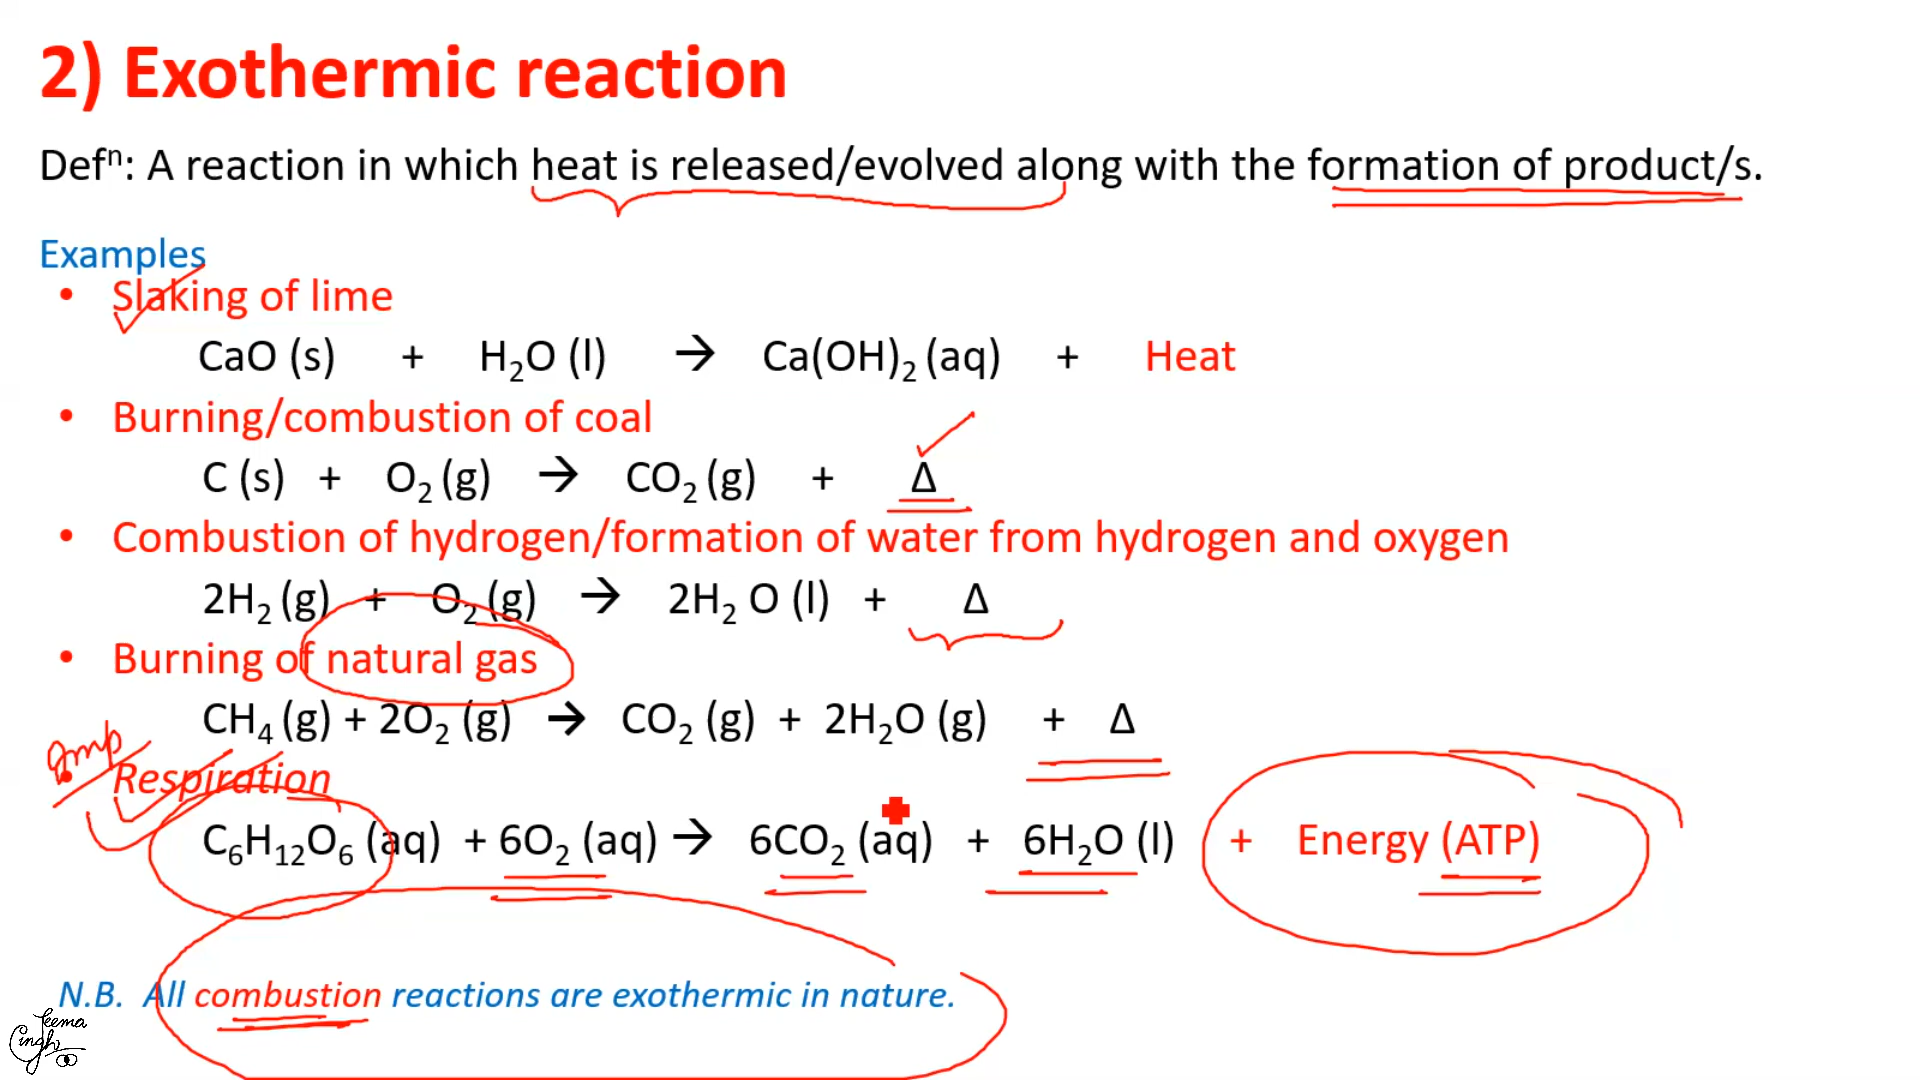 2) Exothermic reaction
Defⁿ: A reaction in which heat is released/evolved along with the formation of product/s.
Examples
• Slaking of lime
CaO (s) + H₂O (l) → Ca(OH)₂ (aq) + Heat
• Burning/combustion of coal
C (s) + O₂ (g) → CO₂ (g) + Δ
• Combustion of hydrogen/formation of water from hydrogen and oxygen
2H₂ (g) + O₂ (g) → 2H₂ O (l) + Δ
• Burning of natural gas
CH₄ (g) + 2O₂ (g) → CO₂ (g) + 2H₂O (g) + Δ
Imp
• Respiration
C₆H₁₂O₆ (aq) + 6O₂ (aq) → 6CO₂ (aq) + 6H₂O (l) + Energy (ATP)
N.B. All combustion reactions are exothermic in nature.